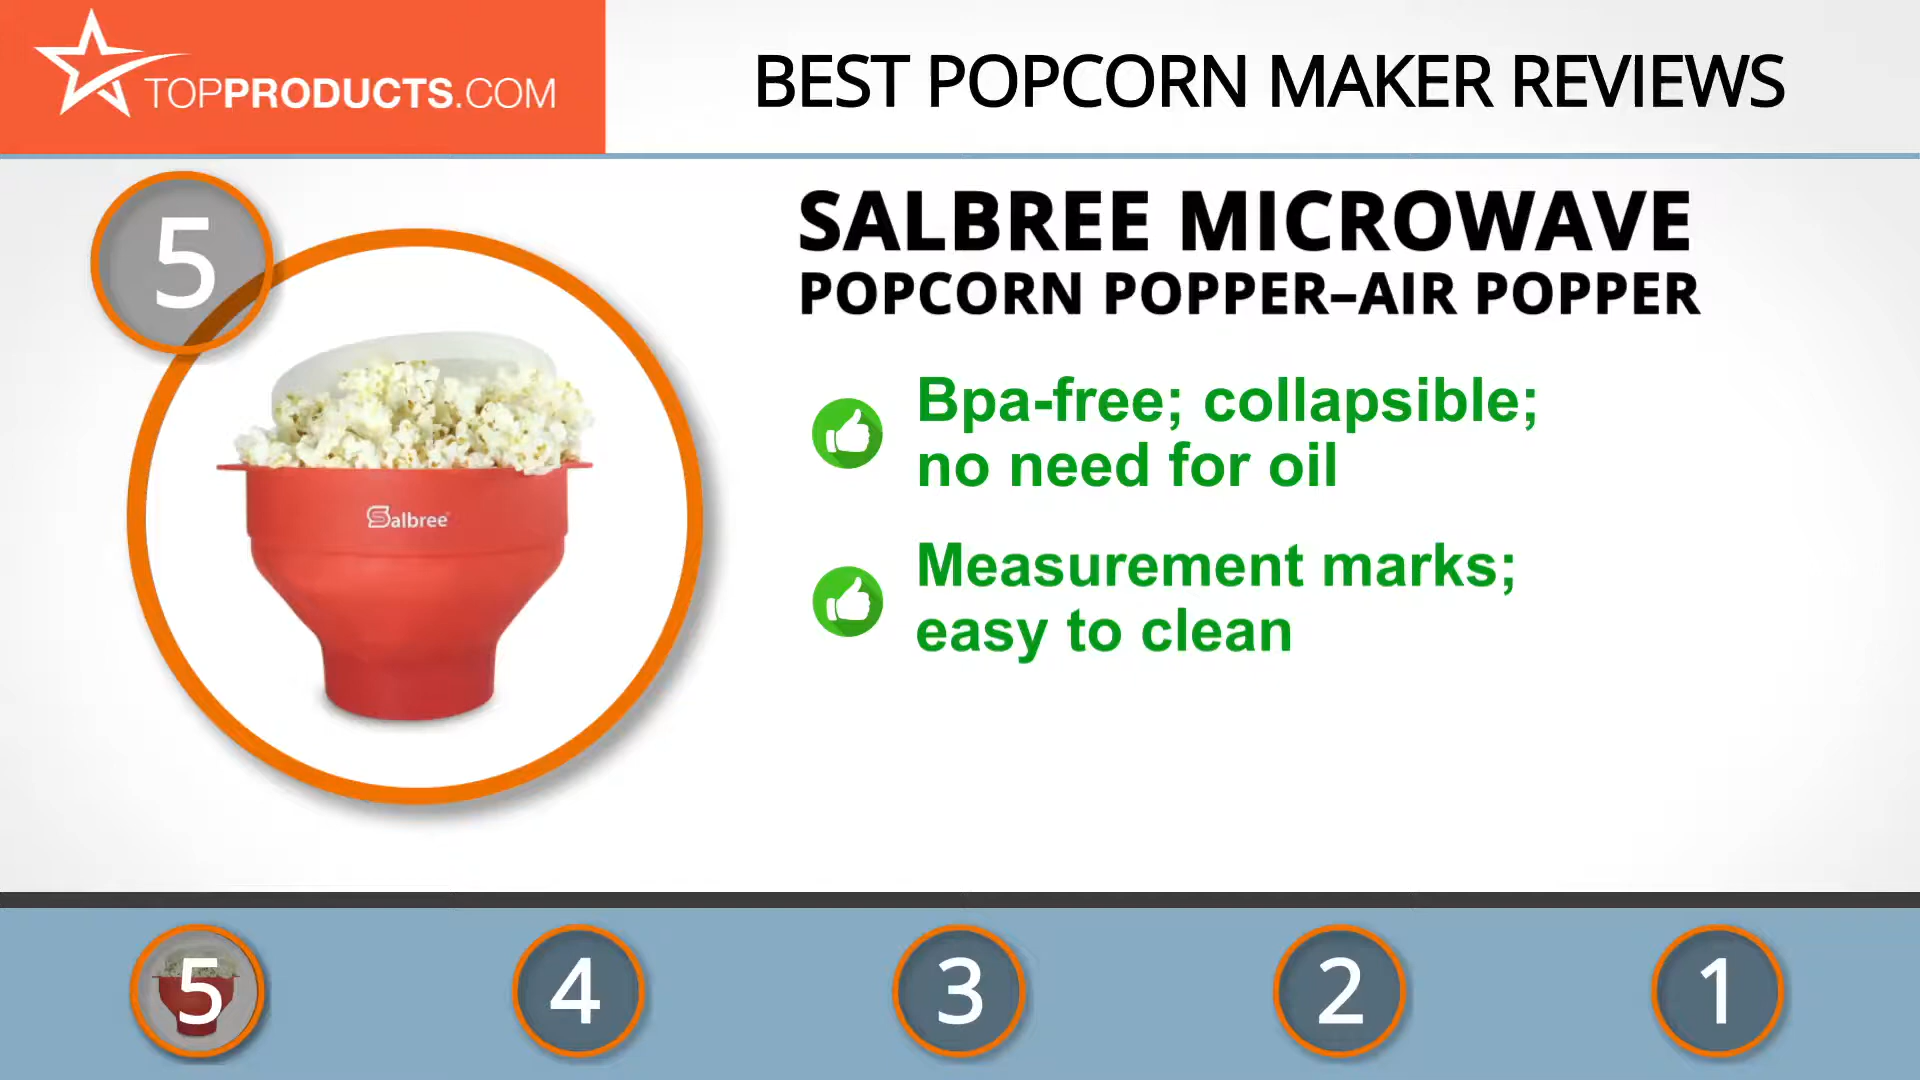 TOPPRODUCTS.COM
BEST POPCORN MAKER REVIEWS
5
SALBREE MICROWAVE
POPCORN POPPER–AIR POPPER
Bpa-free; collapsible;
no need for oil
Measurement marks;
easy to clean
Salbree
5
4
3
2
1